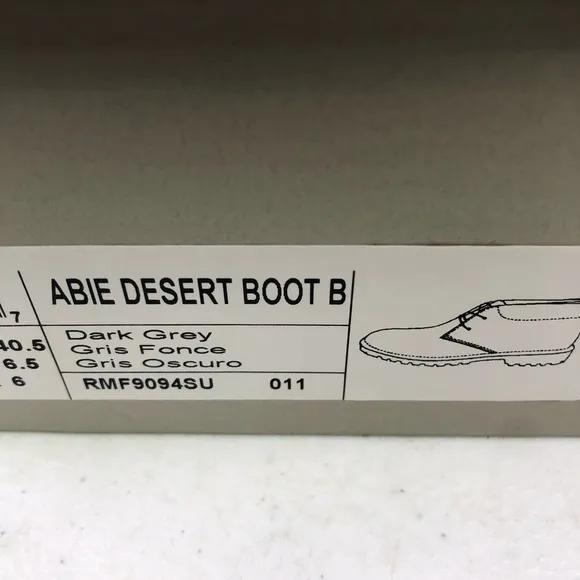 7
40.5
6.5
6
ABIE DESERT BOOT B
Dark Grey
Gris Fonce
Gris Oscuro
RMF9094SU 011